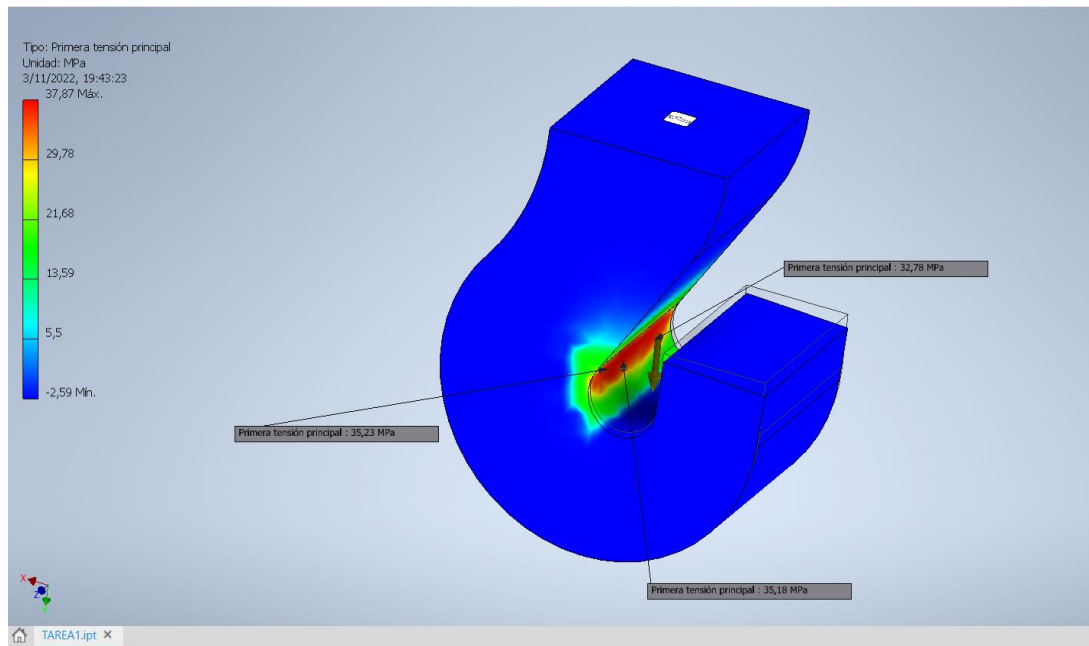 Tipo: Primera tensión principal
Unidad: MPa
3/11/2022, 19:43:23
37,87 Máx.
29,78
21,68
13,59
5,5
-2,59 Mín.
Primera tensión principal : 32,78 MPa
Primera tensión principal : 35,23 MPa
Primera tensión principal : 35,18 MPa
X
Z
Y
TAREA1.ipt